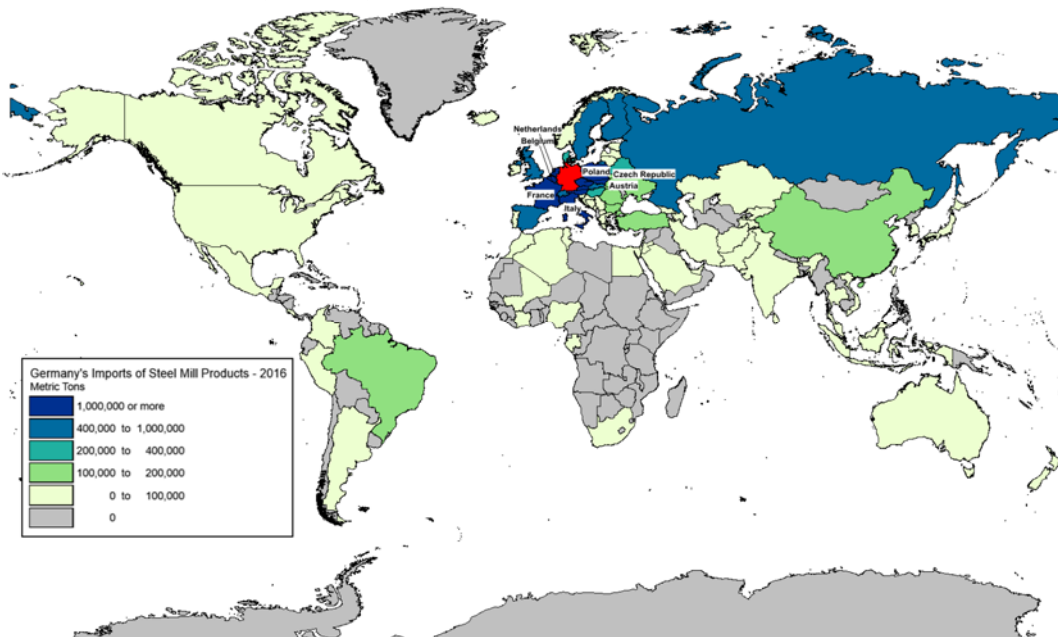 Netherlands
Belgium
Poland
Czech Republic
Austria
France
Italy
Germany's Imports of Steel Mill Products - 2016
Metric Tons
1,000,000 or more
400,000 to 1,000,000
200,000 to 400,000
100,000 to 200,000
0 to 100,000
0